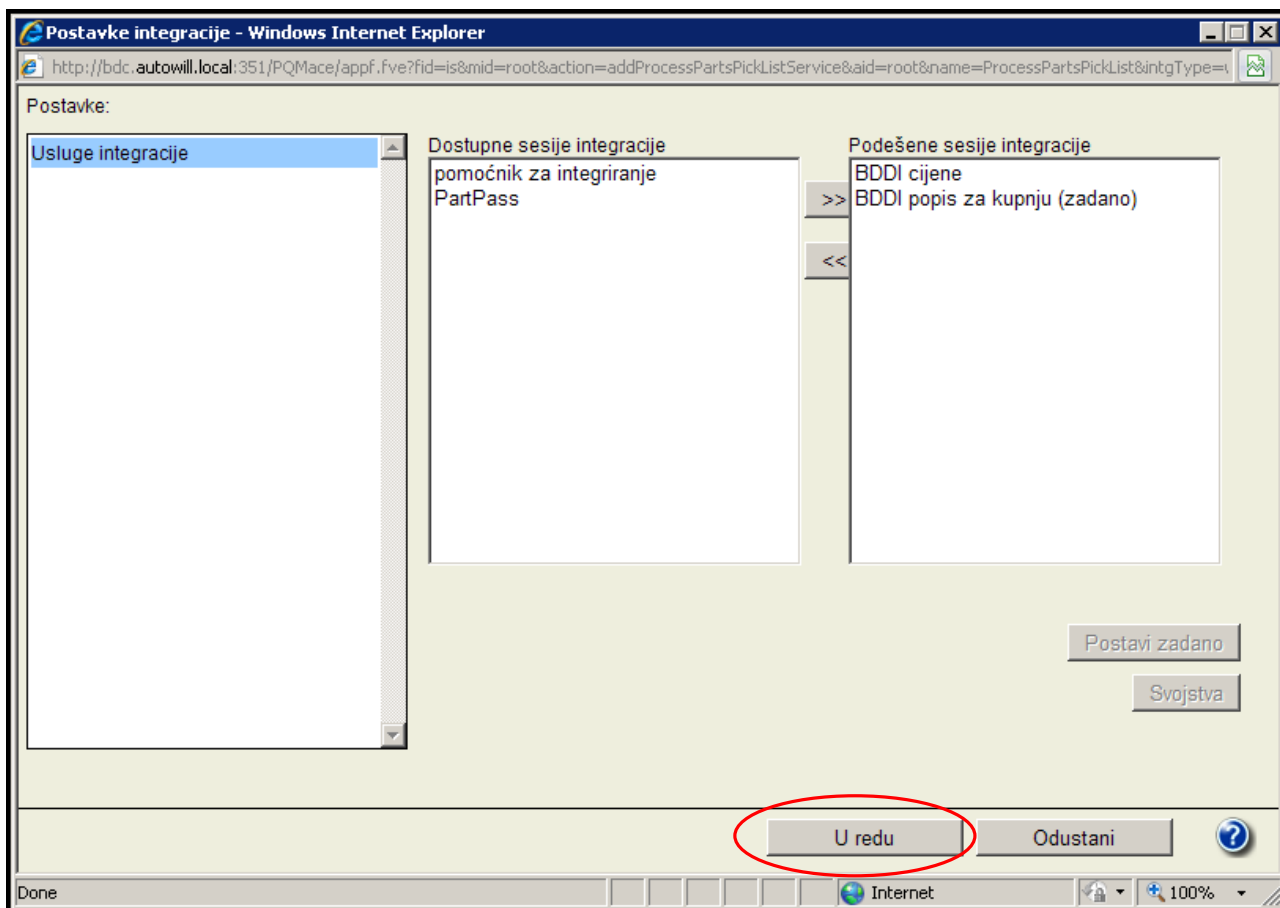 Postavke integracije - Windows Internet Explorer
http://bdc.autowill.local:351/PQMace/appf.fve?fid=is&mid=root&action=addProcessPartsPickListService&aid=root&name=ProcessPartsPickList&intgType=
Postavke:
Usluge integracije
Dostupne sesije integracije
pomoćnik za integriranje
PartPass
>>
<<
Podešene sesije integracije
BDDI cijene
BDDI popis za kupnju (zadano)
Postavi zadano
Svojstva
U redu
Odustani
?
Done
Internet
100%